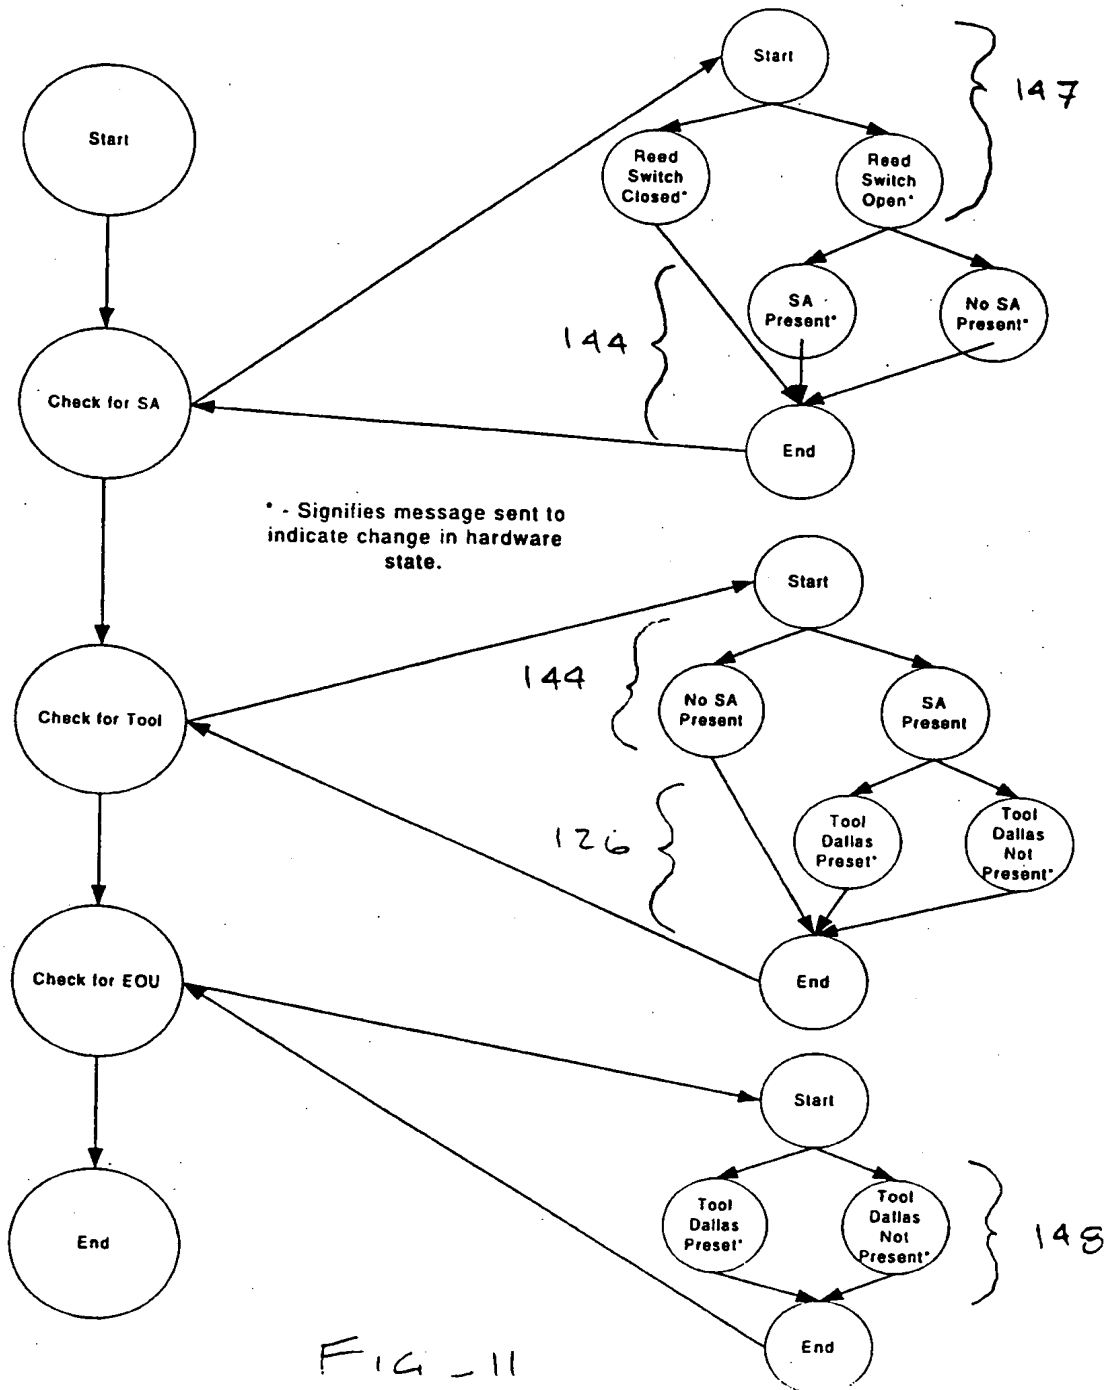 Start
147
Start
Reed
Switch
Closed*
Reed
Switch
Open*
SA
Present*
No SA
Present*
144
Check for SA
End
* - Signifies message sent to
indicate change in hardware
state.
Start
144
No SA
Present
SA
Present
Check for Tool
126
Tool
Dallas
Preset*
Tool
Dallas
Not
Present*
Check for EOU
End
Start
Tool
Dallas
Preset*
Tool
Dallas
Not
Present*
148
End
End
FIG_11